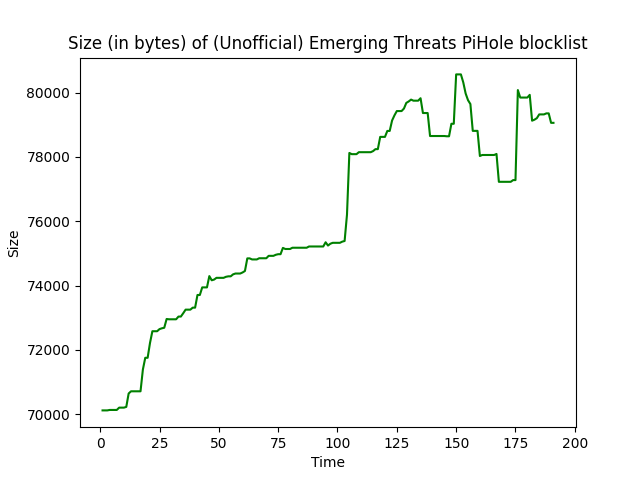 Size (in bytes) of (Unofficial) Emerging Threats PiHole blocklist
80000
78000
76000
74000
72000
70000
Size
0 25 50 75 100 125 150 175 200
Time